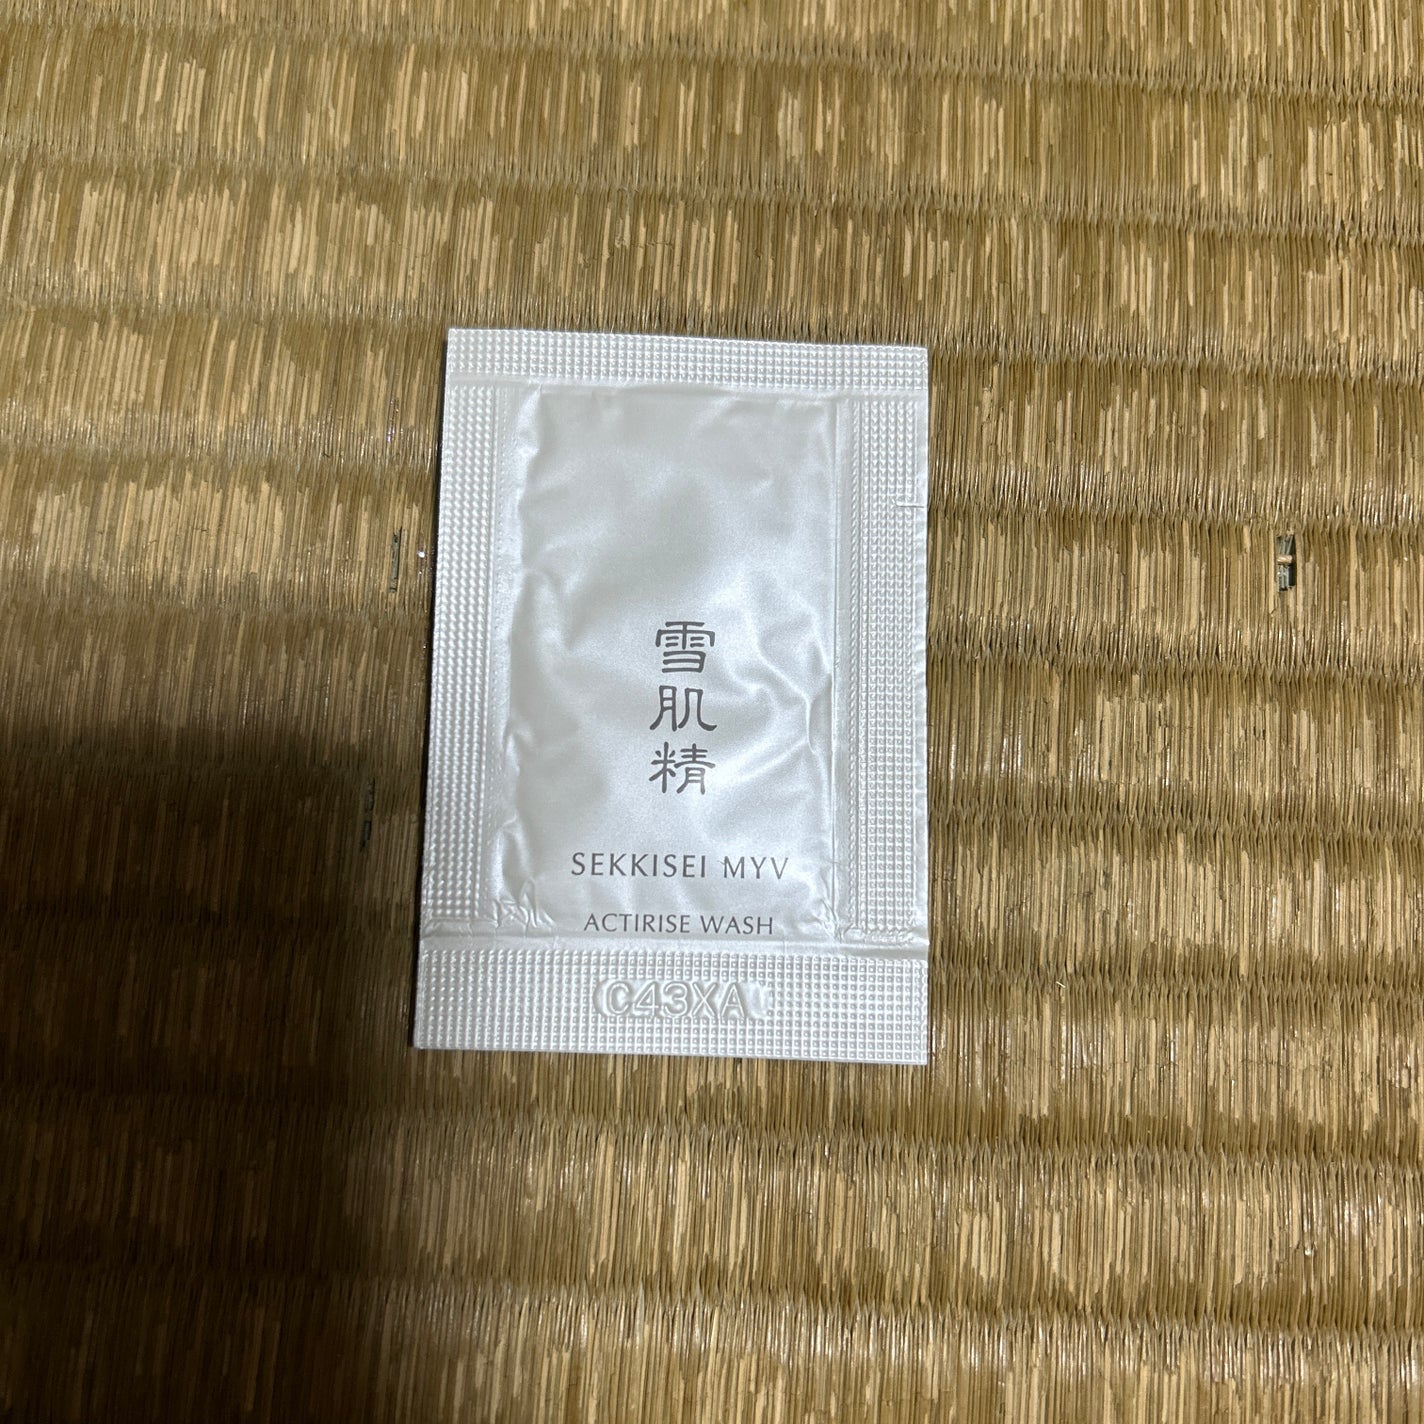 雪肌精
SEKKISEI MYV
ACTIRISE WASH
C43XA